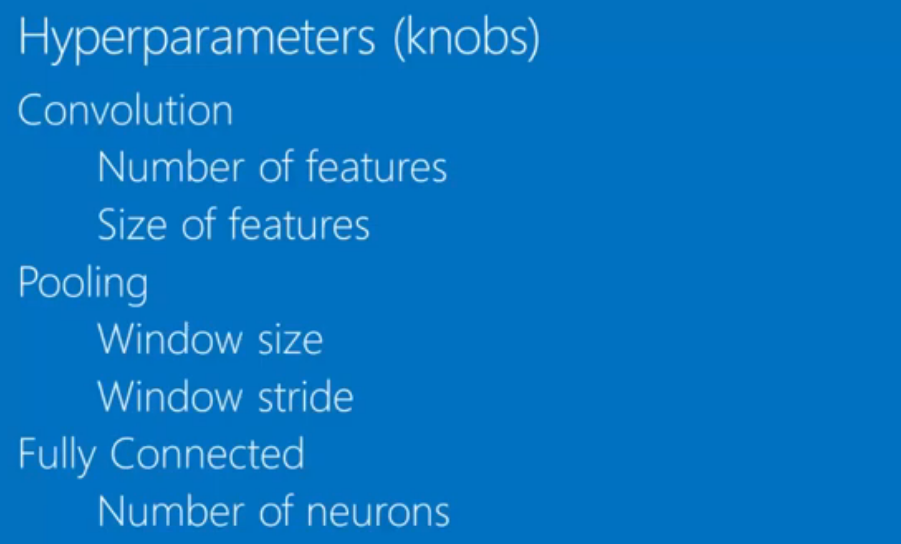 Hyperparameters (knobs)
Convolution
Number of features
Size of features
Pooling
Window size
Window stride
Fully Connected
Number of neurons